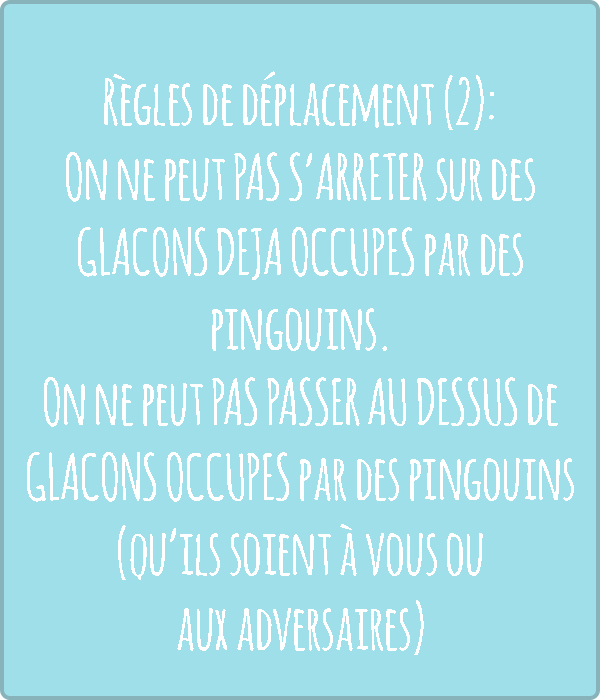 Règles de déplacement (2):
On ne peut PAS S'ARRETER sur des
GLACONS DEJA OCCUPES par des
pingouins.
On ne peut PAS PASSER AU DESSUS de
GLACONS OCCUPES par des pingouins
(qu'ils soient à vous ou
aux adversaires)